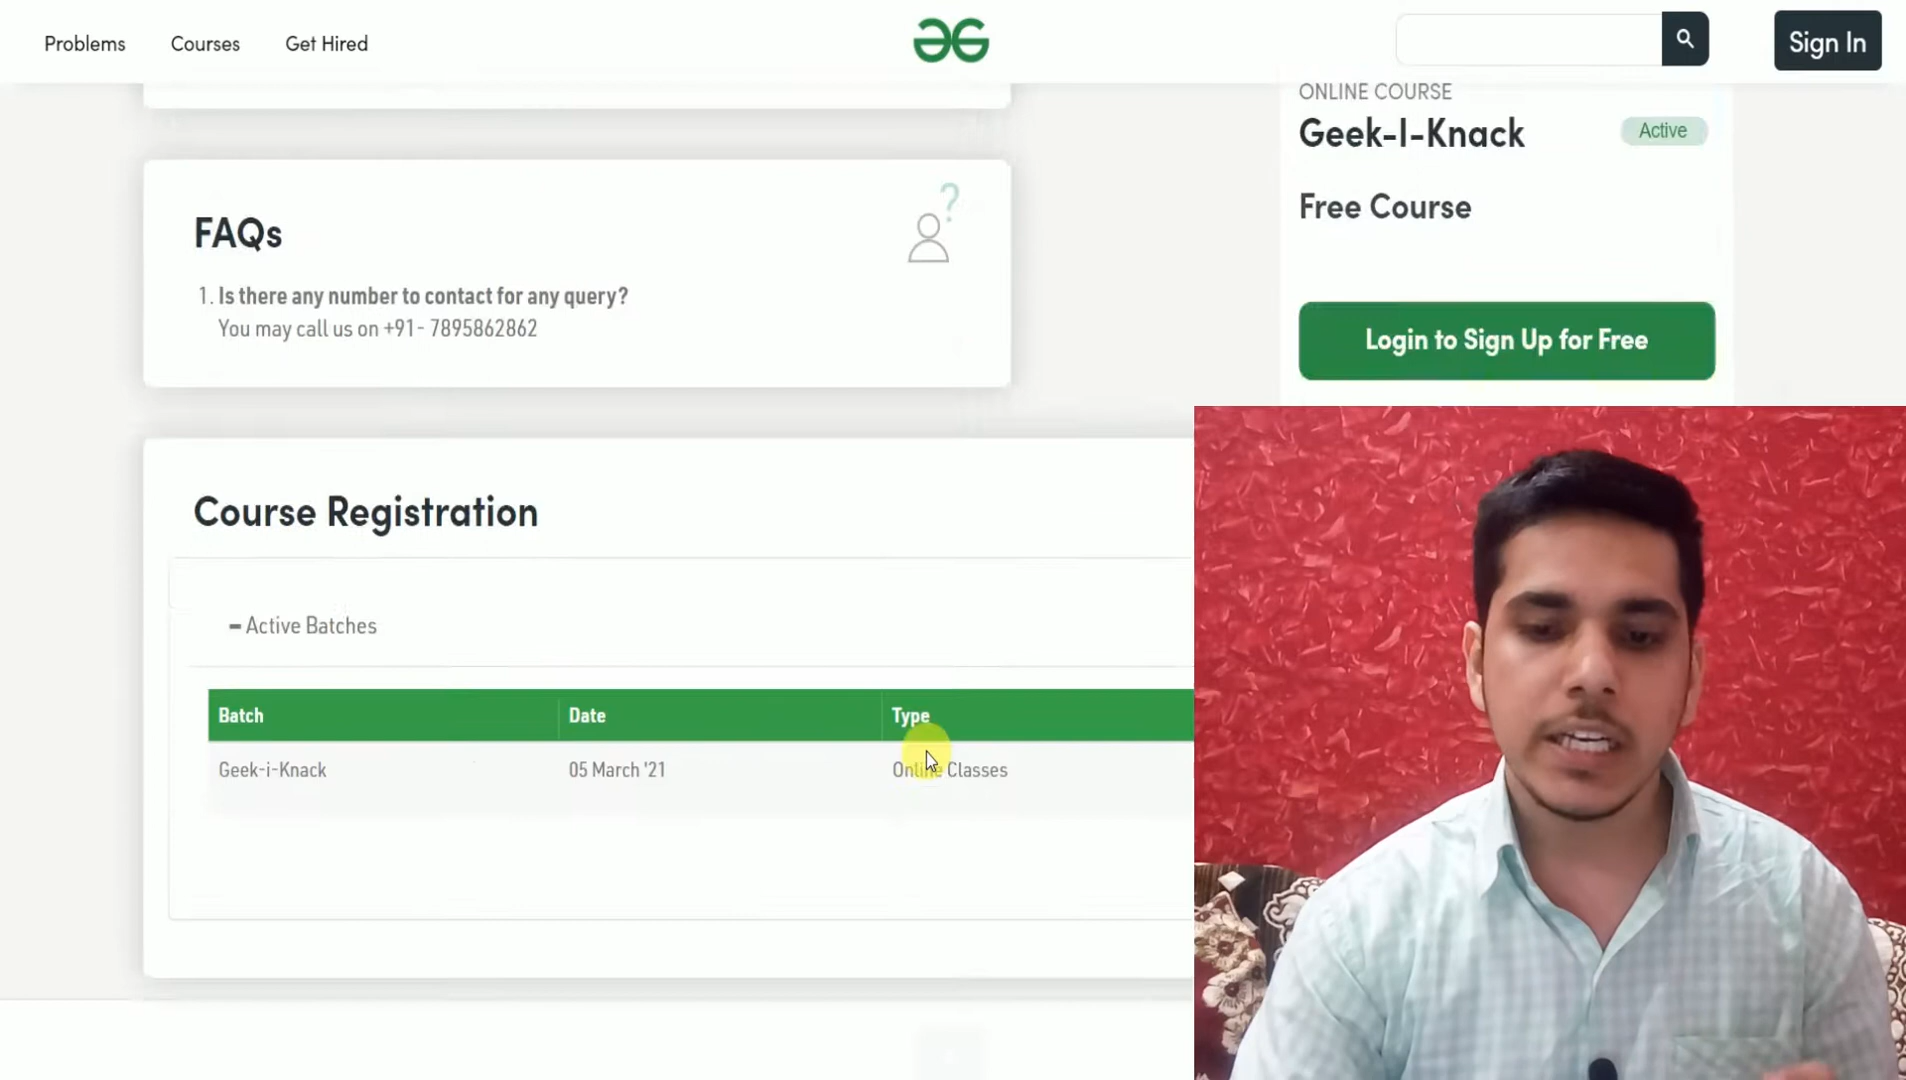 Problems
Courses
Get Hired
Sign In
ONLINE COURSE
Geek-I-Knack
Active
Free Course
Login to Sign Up for Free
FAQs
?
1. Is there any number to contact for any query?
You may call us on +91- 7895862862
Course Registration
Active Batches
Batch Date Type
Geek-i-Knack 05 March '21 Online Classes